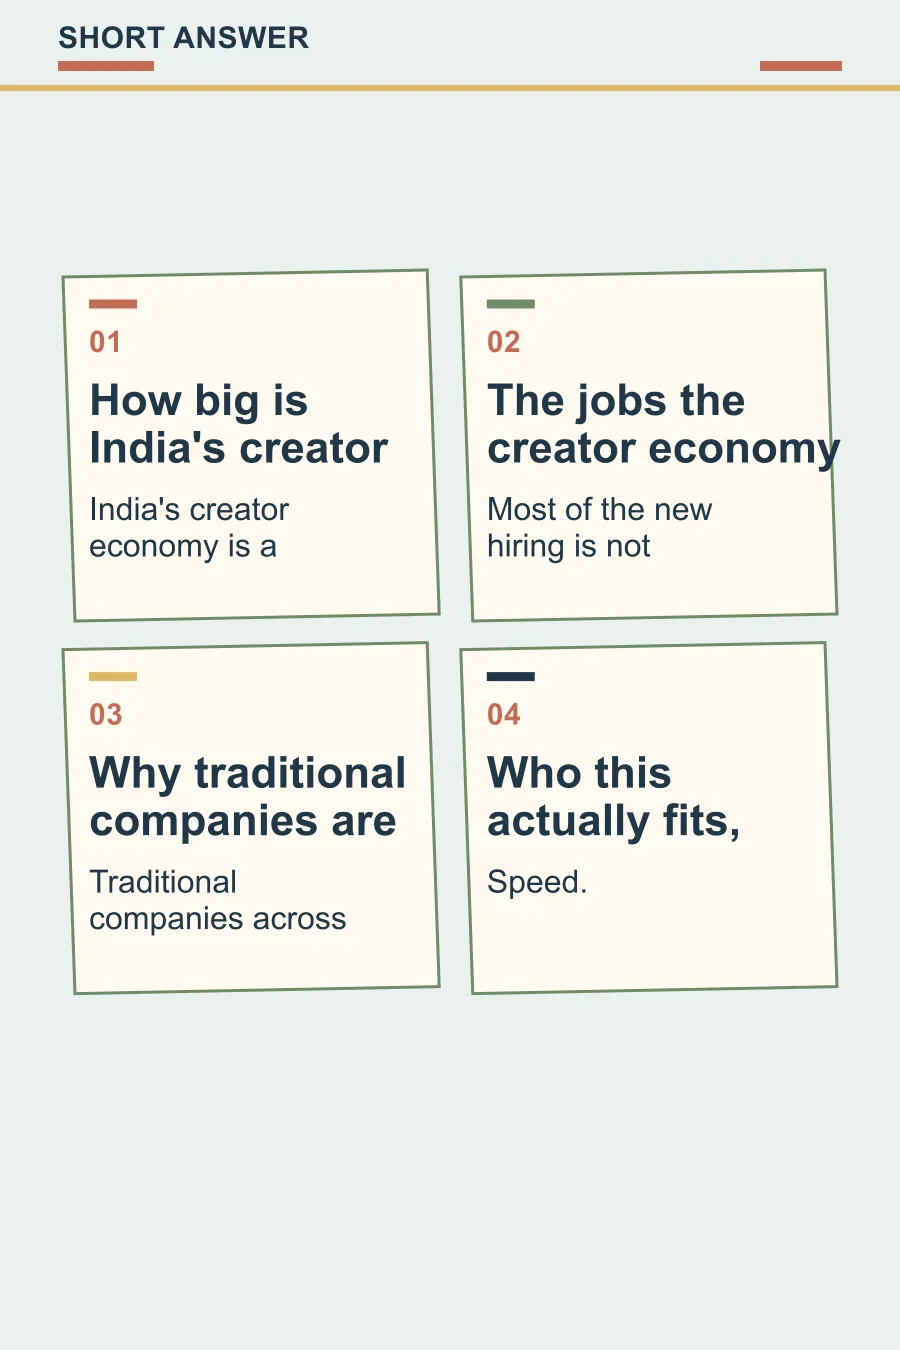 SHORT ANSWER
01
How big is
India's creator
India's creator
economy is a
02
The jobs the
creator economy
Most of the new
hiring is not
03
Why traditional
companies are
Traditional
companies across
04
Who this
actually fits,
Speed.